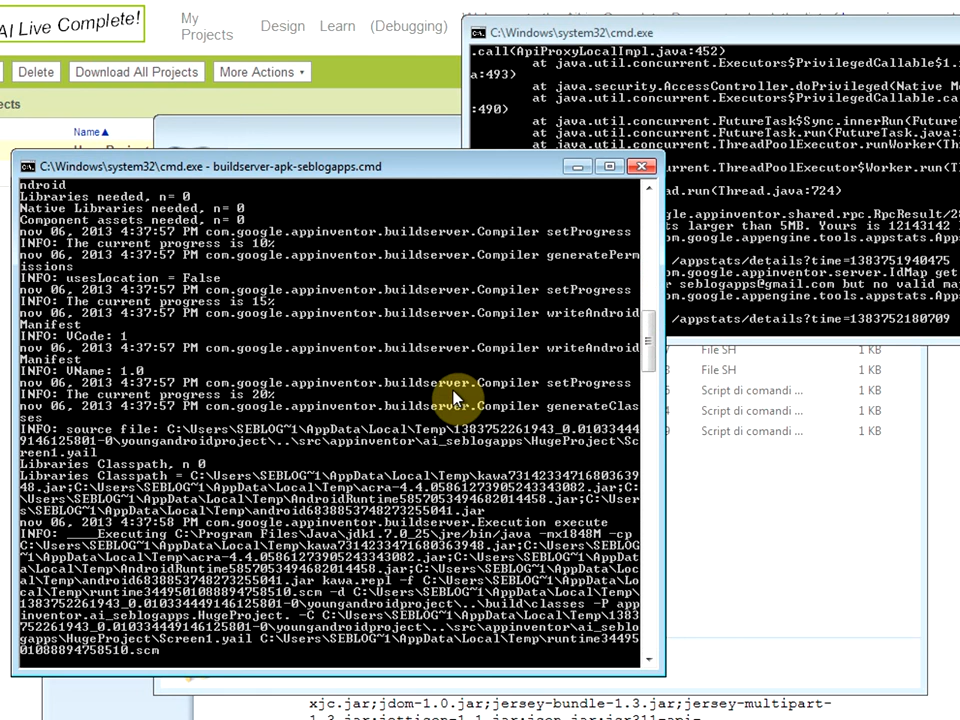 AI Live Complete!
My Projects
Design
Learn
(Debugging)
Delete
Download All Projects
More Actions
ects
Name
C:\Windows\system32\cmd.exe
.call(ApiProxyLocalImpl.java:452)
at java.util.concurrent.Executors$PrivilegedCallable$1.
a:493)
at java.security.AccessController.doPrivileged(Native M
at java.util.concurrent.Executors$PrivilegedCallable.ca
:490)
at java.util.concurrent.FutureTask$Sync.innerRun(Future
at java.util.concurrent.FutureTask.run(FutureTask.java:
.concurrent.ThreadPoolExecutor.runWorker(Th
.concurrent.ThreadPoolExecutor$Worker.run(
ad.run(Thread.java:724)
gle.appinventor.shared.rpc.RpcResult/28
ts larger than 5MB. Yours is 12143142
om.google.appengine.tools.appstats.App
/appstats/details?time=1383751940475
om.google.appinventor.server.IdMap get
r seblogapps@gmail.com but no valid ma
om.google.appengine.tools.appstats.App
/appstats/details?time=1383752180709
C:\Windows\system32\cmd.exe - buildserver-apk-seblogapps.cmd
ndroid
Libraries needed, n= 0
Native Libraries needed, n= 0
Component assets needed, n= 0
nov 06, 2013 4:37:57 PM com.google.appinventor.buildserver.Compiler setProgress
INFO: The current progress is 10%
nov 06, 2013 4:37:57 PM com.google.appinventor.buildserver.Compiler generatePerm
issions
INFO: usesLocation = False
nov 06, 2013 4:37:57 PM com.google.appinventor.buildserver.Compiler setProgress
INFO: The current progress is 15%
nov 06, 2013 4:37:57 PM com.google.appinventor.buildserver.Compiler writeAndroid
Manifest
INFO: VCode: 1
nov 06, 2013 4:37:57 PM com.google.appinventor.buildserver.Compiler writeAndroid
Manifest
INFO: VName: 1.0
nov 06, 2013 4:37:57 PM com.google.appinventor.buildserver.Compiler setProgress
INFO: The current progress is 20%
nov 06, 2013 4:37:57 PM com.google.appinventor.buildserver.Compiler generateClas
ses
INFO: source file: C:\Users\SEBLOG~1\AppData\Local\Temp\1383752261943_0.01033444
9146125801-0\youngandroidproject\..\src\appinventor\ai_seblogapps\HugeProject\Sc
reen1.yail
Libraries Classpath, n 0
Libraries Classpath = C:\Users\SEBLOG~1\AppData\Local\Temp\kawa73142334716803639
48.jar;C:\Users\SEBLOG~1\AppData\Local\Temp\acra-4.4.05861273905243343082.jar;C:
\Users\SEBLOG~1\AppData\Local\Temp\AndroidRuntime5857053494682014458.jar;C:\User
s\SEBLOG~1\AppData\Local\Temp\android6838853748273255041.jar
nov 06, 2013 4:37:58 PM com.google.appinventor.buildserver.Execution execute
INFO: ____Executing C:\Program Files\Java\jdk1.7.0_25\jre/bin/java -mx1848M -cp
C:\Users\SEBLOG~1\AppData\Local\Temp\kawa7314233471680363948.jar;C:\Users\SEBLOG
~1\AppData\Local\Temp\acra-4.4.05861273905243343082.jar;C:\Users\SEBLOG~1\AppDat
a\Local\Temp\AndroidRuntime5857053494682014458.jar;C:\Users\SEBLOG~1\AppData\Loc
al\Temp\android6838853748273255041.jar kawa.repl -f C:\Users\SEBLOG~1\AppData\Lo
cal\Temp\runtime3449501088894758510.scm -d C:\Users\SEBLOG~1\AppData\Local\Temp\
1383752261943_0.010334449146125801-0\youngandroidproject\..\build\classes -P app
inventor.ai_seblogapps.HugeProject. -C C:\Users\SEBLOG~1\AppData\Local\Temp\1383
752261943_0.010334449146125801-0\youngandroidproject\..\src\appinventor\ai_seblo
gapps\HugeProject\Screen1.yail C:\Users\SEBLOG~1\AppData\Local\Temp\runtime34495
01088894758510.scm
File SH 1 KB
File SH 1 KB
Script di comandi ... 1 KB
Script di comandi ... 1 KB
Script di comandi ... 1 KB
xjc.jar;jdom-1.0.jar;jersey-bundle-1.3.jar;jersey-multipart-